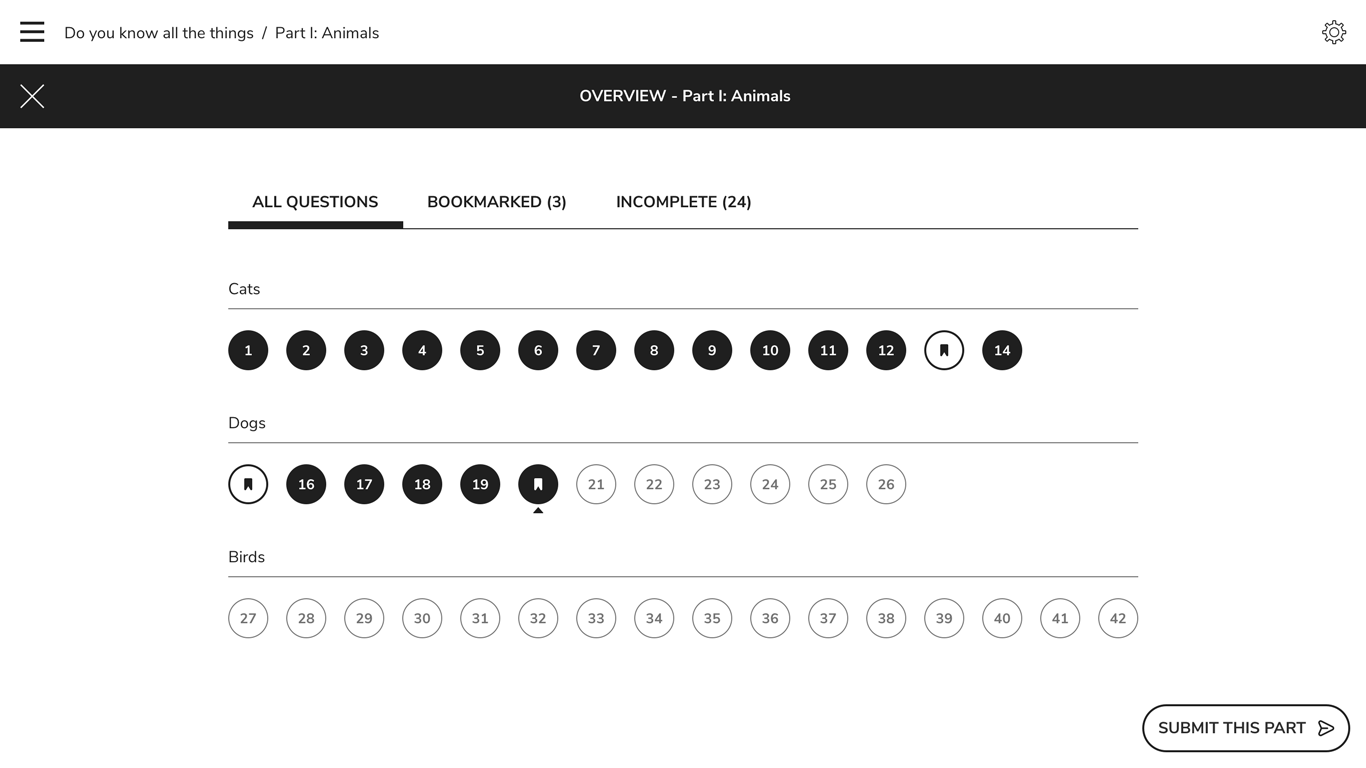 Do you know all the things / Part I: Animals
OVERVIEW - Part I: Animals
ALL QUESTIONS BOOKMARKED (3) INCOMPLETE (24)
Cats
1 2 3 4 5 6 7 8 9 10 11 12 14
Dogs
16 17 18 19 21 22 23 24 25 26
Birds
27 28 29 30 31 32 33 34 35 36 37 38 39 40 41 42
SUBMIT THIS PART